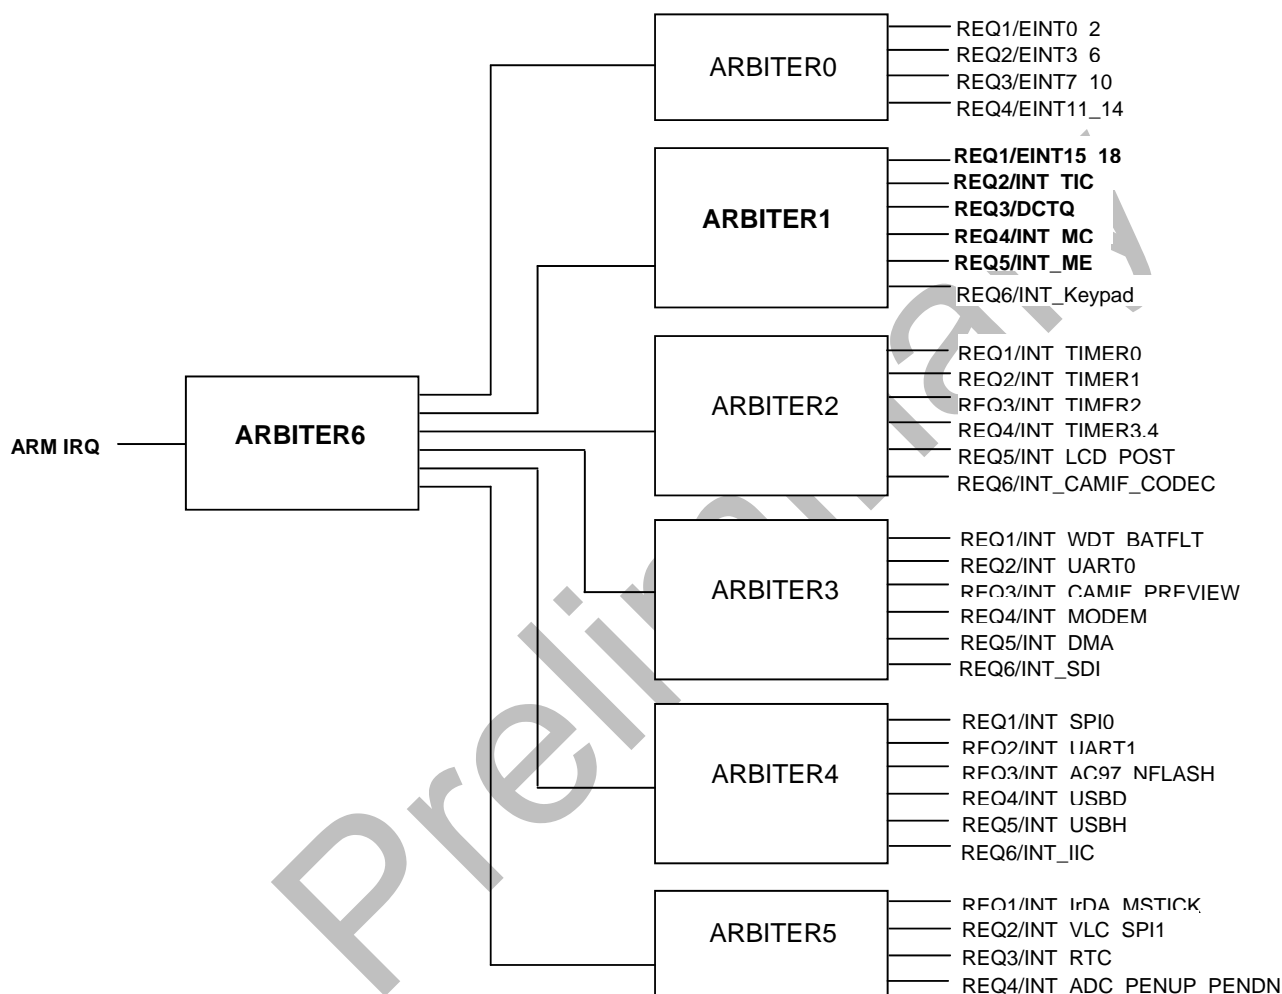 ARBITER0
REQ1/EINT0_2
REQ2/EINT3_6
REQ3/EINT7_10
REQ4/EINT11_14
ARBITER1
REQ1/EINT15_18
REQ2/INT_TIC
REQ3/DCTQ
REQ4/INT_MC
REQ5/INT_ME
REQ6/INT_Keypad
ARBITER2
REQ1/INT_TIMER0
REQ2/INT_TIMER1
REQ3/INT_TIMER2
REQ4/INT_TIMER3,4
REQ5/INT_LCD_POST
REQ6/INT_CAMIF_CODEC
ARM IRQ
ARBITER6
ARBITER3
REQ1/INT_WDT_BATFLT
REQ2/INT_UART0
REQ3/INT_CAMIF_PREVIEW
REQ4/INT_MODEM
REQ5/INT_DMA
REQ6/INT_SDI
ARBITER4
REQ1/INT_SPI0
REQ2/INT_UART1
REQ3/INT_AC97_NFLASH
REQ4/INT_USBD
REQ5/INT_USBH
REQ6/INT_IIC
ARBITER5
REQ1/INT_IrDA_MSTICK
REQ2/INT_VLC_SPI1
REQ3/INT_RTC
REQ4/INT_ADC_PENUP_PENDN
Preliminary